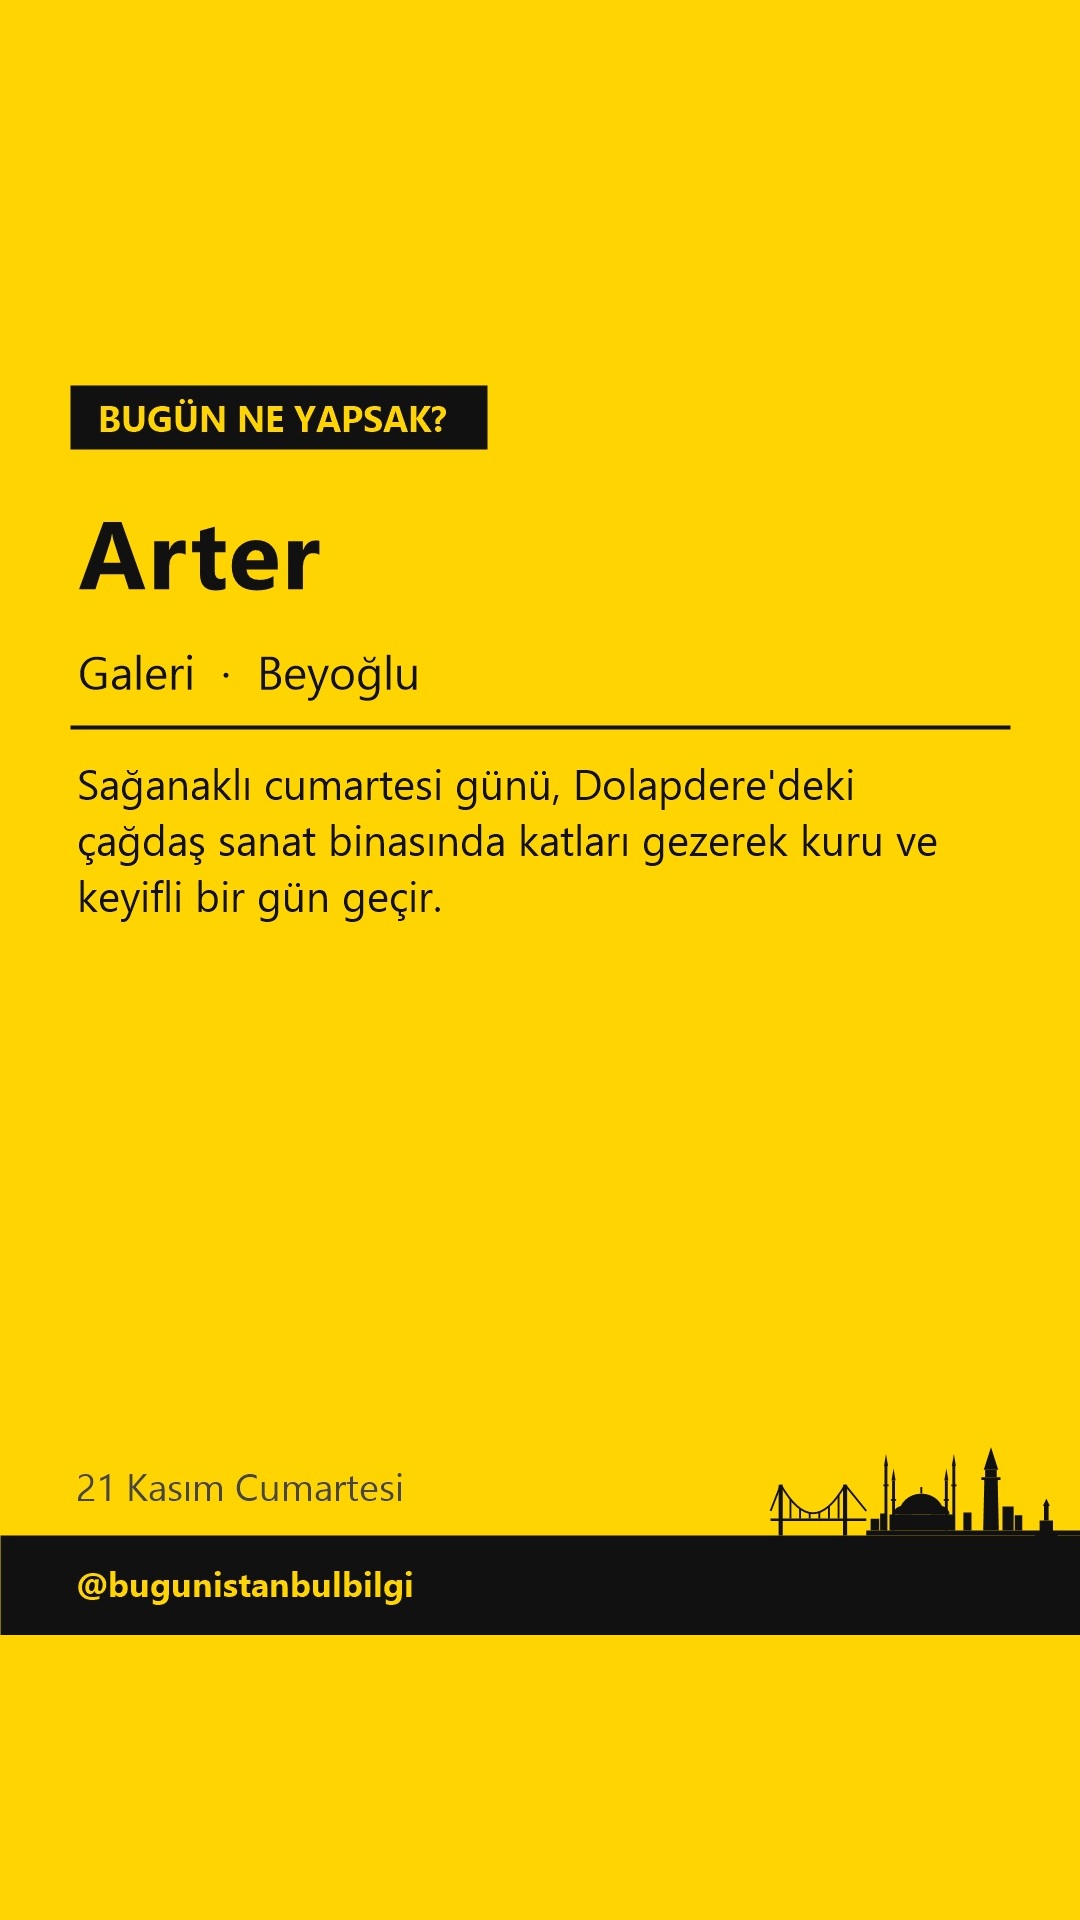 BUGÜN NE YAPSAK?
Arter
Galeri · Beyoğlu
Sağanaklı cumartesi günü, Dolapdere'deki
çağdaş sanat binasında katları gezerek kuru ve
keyifli bir gün geçir.
21 Kasım Cumartesi
@bugunistanbulbilgi